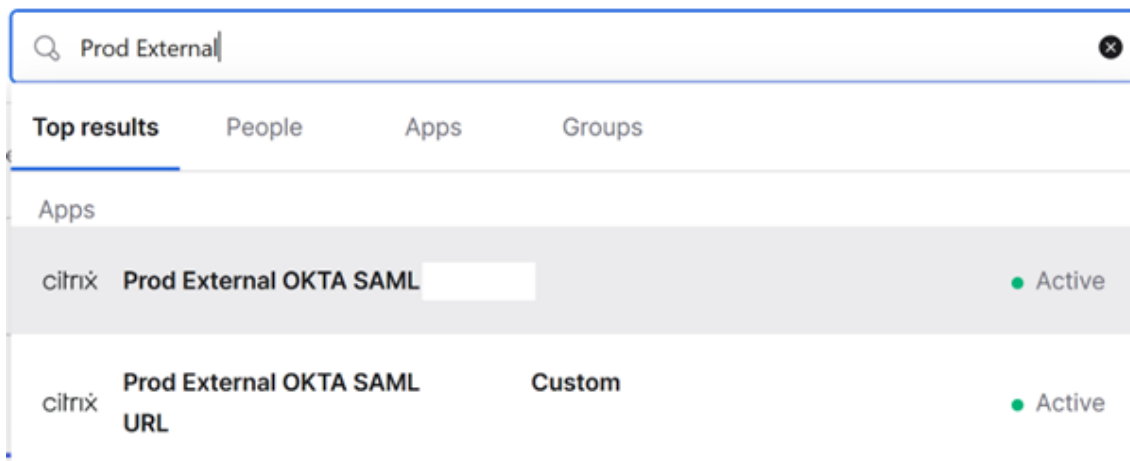 Prod External
Top results People Apps Groups
Apps
citrix Prod External OKTA SAML Active
Prod External OKTA SAML Custom
citrix Active
URL